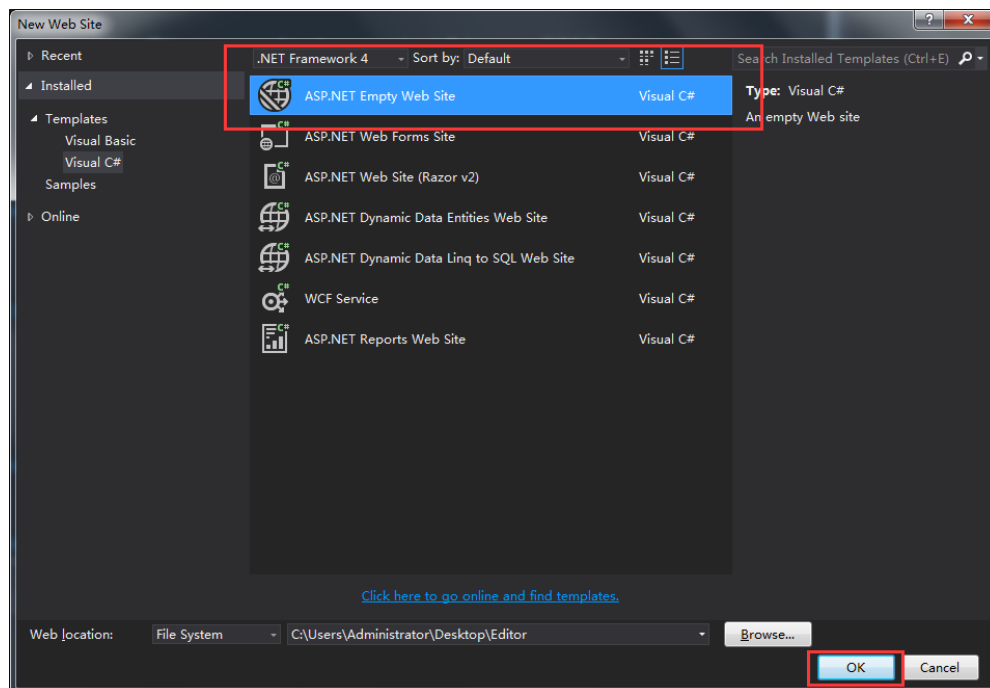 New Web Site
Recent
.NET Framework 4 Sort by: Default
Search Installed Templates (Ctrl+E)
Installed
Templates
Visual Basic
Visual C#
Samples
Online
ASP.NET Empty Web Site Visual C#
ASP.NET Web Forms Site Visual C#
ASP.NET Web Site (Razor v2) Visual C#
ASP.NET Dynamic Data Entities Web Site Visual C#
ASP.NET Dynamic Data Linq to SQL Web Site Visual C#
WCF Service Visual C#
ASP.NET Reports Web Site Visual C#
Type: Visual C#
An empty Web site
Click here to go online and find templates.
Web location: File System C:\Users\Administrator\Desktop\Editor Browse...
OK Cancel